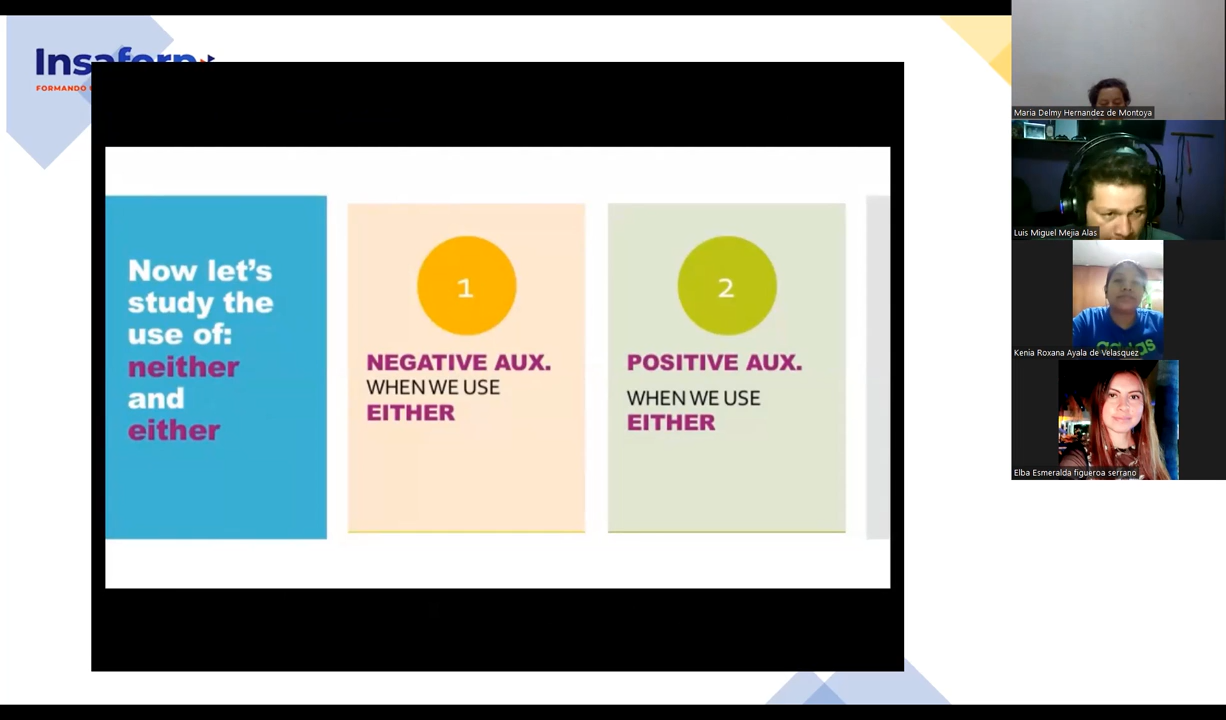 Now let's
study the
use of:
neither
and
either
1
NEGATIVE AUX.
WHEN WE USE
EITHER
2
POSITIVE AUX.
WHEN WE USE
EITHER
Insaforp
FORMANDO
Maria Delmy Hernandez de Montoya
Luis Miguel Mejia Alas
Kenia Roxana Ayala de Velasquez
adidas
Elba Esmeralda figueroa serrano